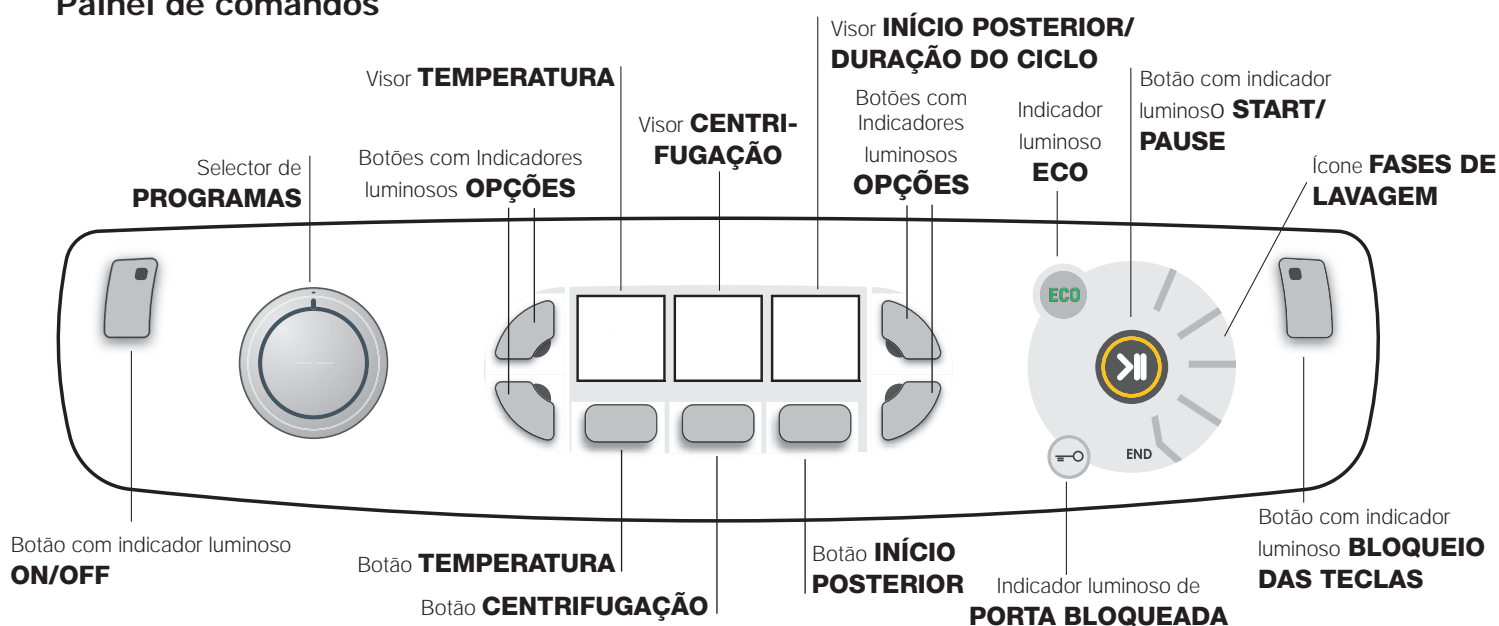 Painel de comandos
Visor INÍCIO POSTERIOR/
DURAÇÃO DO CICLO
Visor TEMPERATURA
Botão com indicador
luminosO START/
PAUSE
Botões com
Indicadores
luminosos
OPÇÕES
Indicador
luminoso
ECO
Visor CENTRI-
FUGAÇÃO
Botões com Indicadores
luminosos OPÇÕES
Selector de
PROGRAMAS
Ícone FASES DE
LAVAGEM
ECO
END
Botão com indicador luminoso
ON/OFF
Botão TEMPERATURA
Botão CENTRIFUGAÇÃO
Botão INÍCIO
POSTERIOR
Indicador luminoso de
PORTA BLOQUEADA
Botão com indicador
luminoso BLOQUEIO
DAS TECLAS